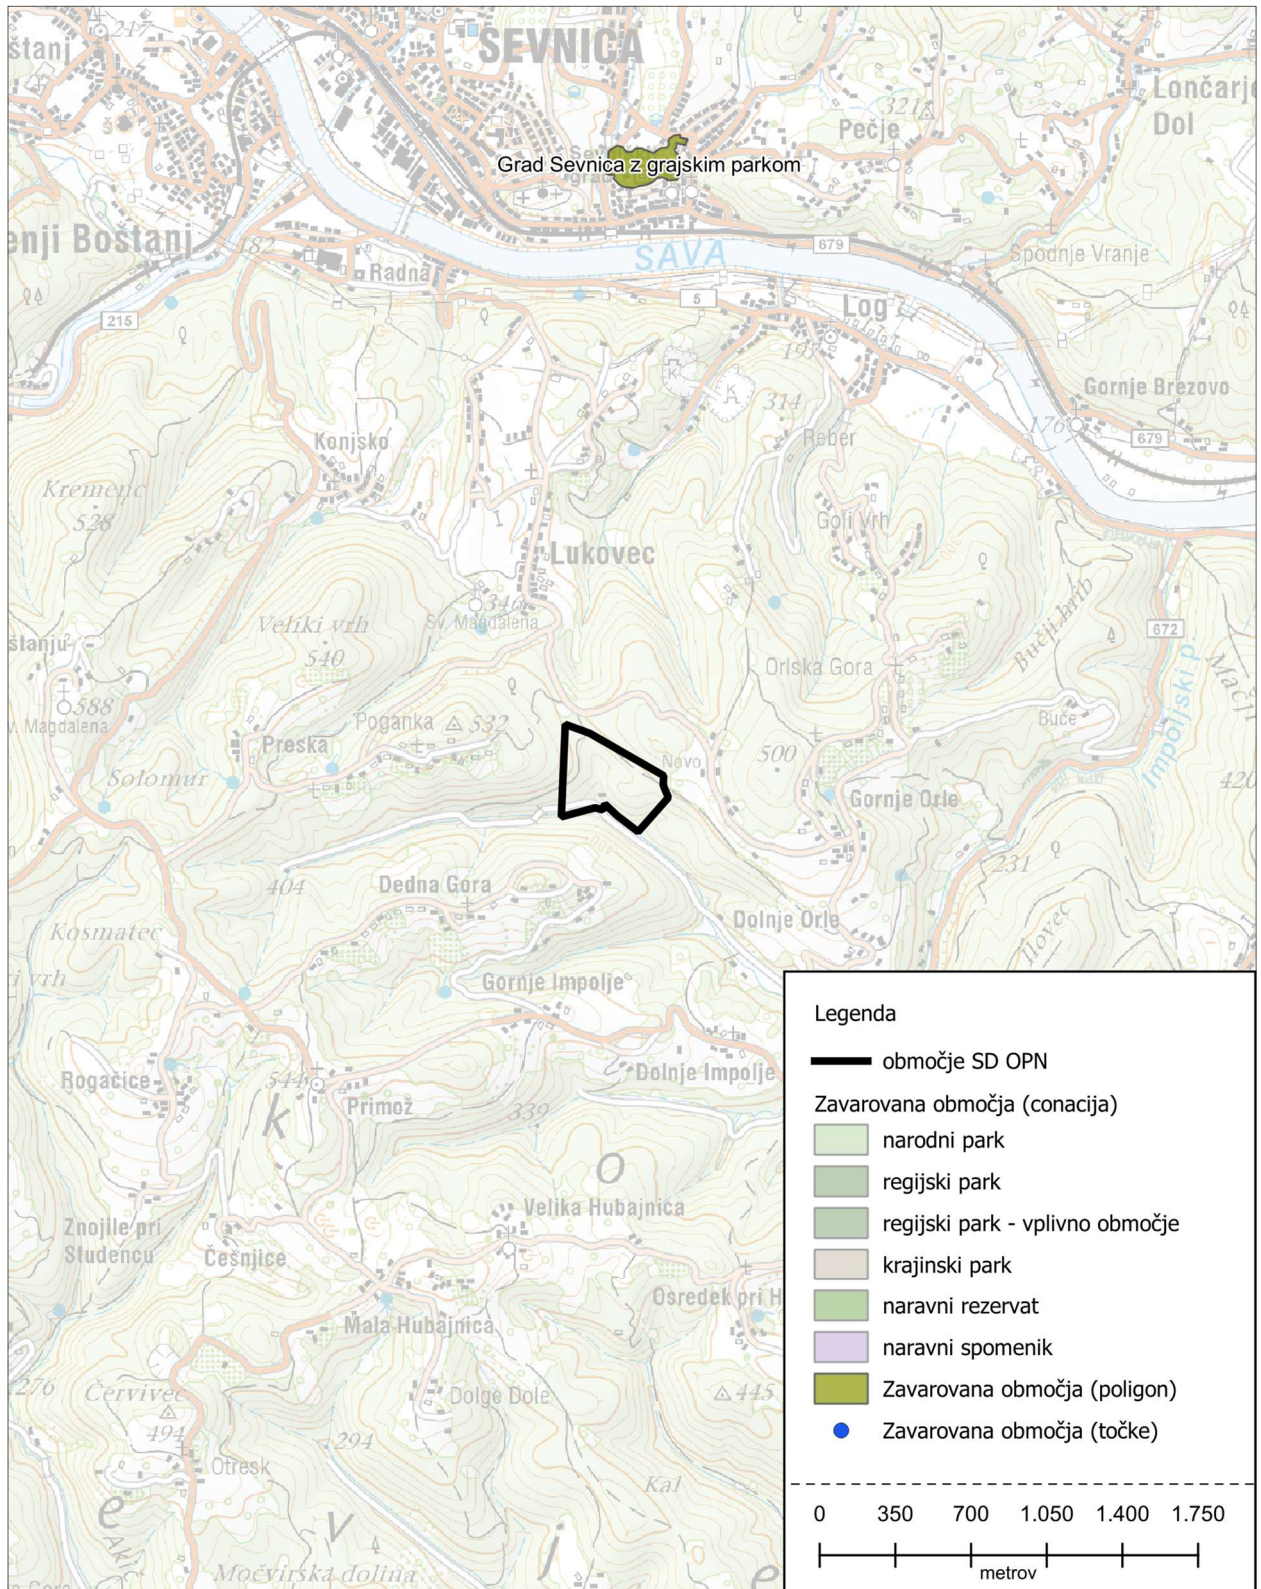 SEVNICA
217
Lončarje
Dol
321
Pečje
Grad Sevnica z grajskim parkom
enji Boštanj
182
Radna
SAVA
679
Spodnje Vranje
215
5
Log
197
K
K
Gornje Brezovo
314
176
679
Reber
Konjsko
Kremenc
528
Goli Vrh
Lukovec
346
Sv. Magdalena
Veliki vrh
540
Bučji hrib
672
štanju
Orlska Gora
Impoljski p.
588
v. Magdalena
Poganka
532
Buče
Preska
Novo
500
420
Solomur
Gornje Orle
231
404
Dedna Gora
Dolnje Orle
Ilovec
Kosmatec
ki vrh
Gornje Impolje
Legenda
območje SD OPN
Zavarovana območja (conacija)
narodni park
regijski park
regijski park - vplivno območje
krajinski park
naravni rezervat
naravni spomenik
Zavarovana območja (poligon)
Zavarovana območja (točke)
0 350 700 1.050 1.400 1.750
metrov
Rogačice
544
Dolnje Impolje
Primož
339
k
o
Velika Hubajnica
Znojile pri
Studencu
Češnjice
Osredek pri H
Mala Hubajnica
276
Červivec
494
Dolge Dole
445
294
Otresk
Kal
e
v
j
e
Močvirska dolina